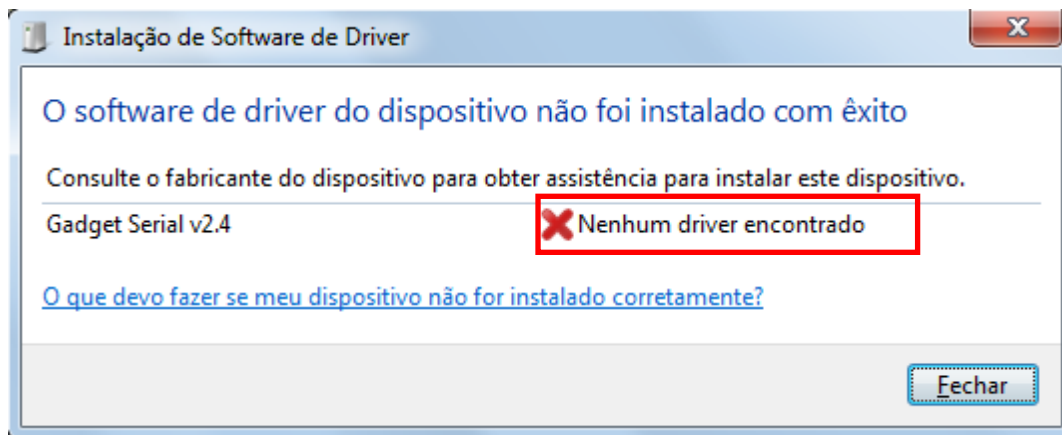 Instalação de Software de Driver
O software de driver do dispositivo não foi instalado com êxito
Consulte o fabricante do dispositivo para obter assistência para instalar este dispositivo.
Gadget Serial v2.4 Nenhum driver encontrado
O que devo fazer se meu dispositivo não for instalado corretamente?
Fechar